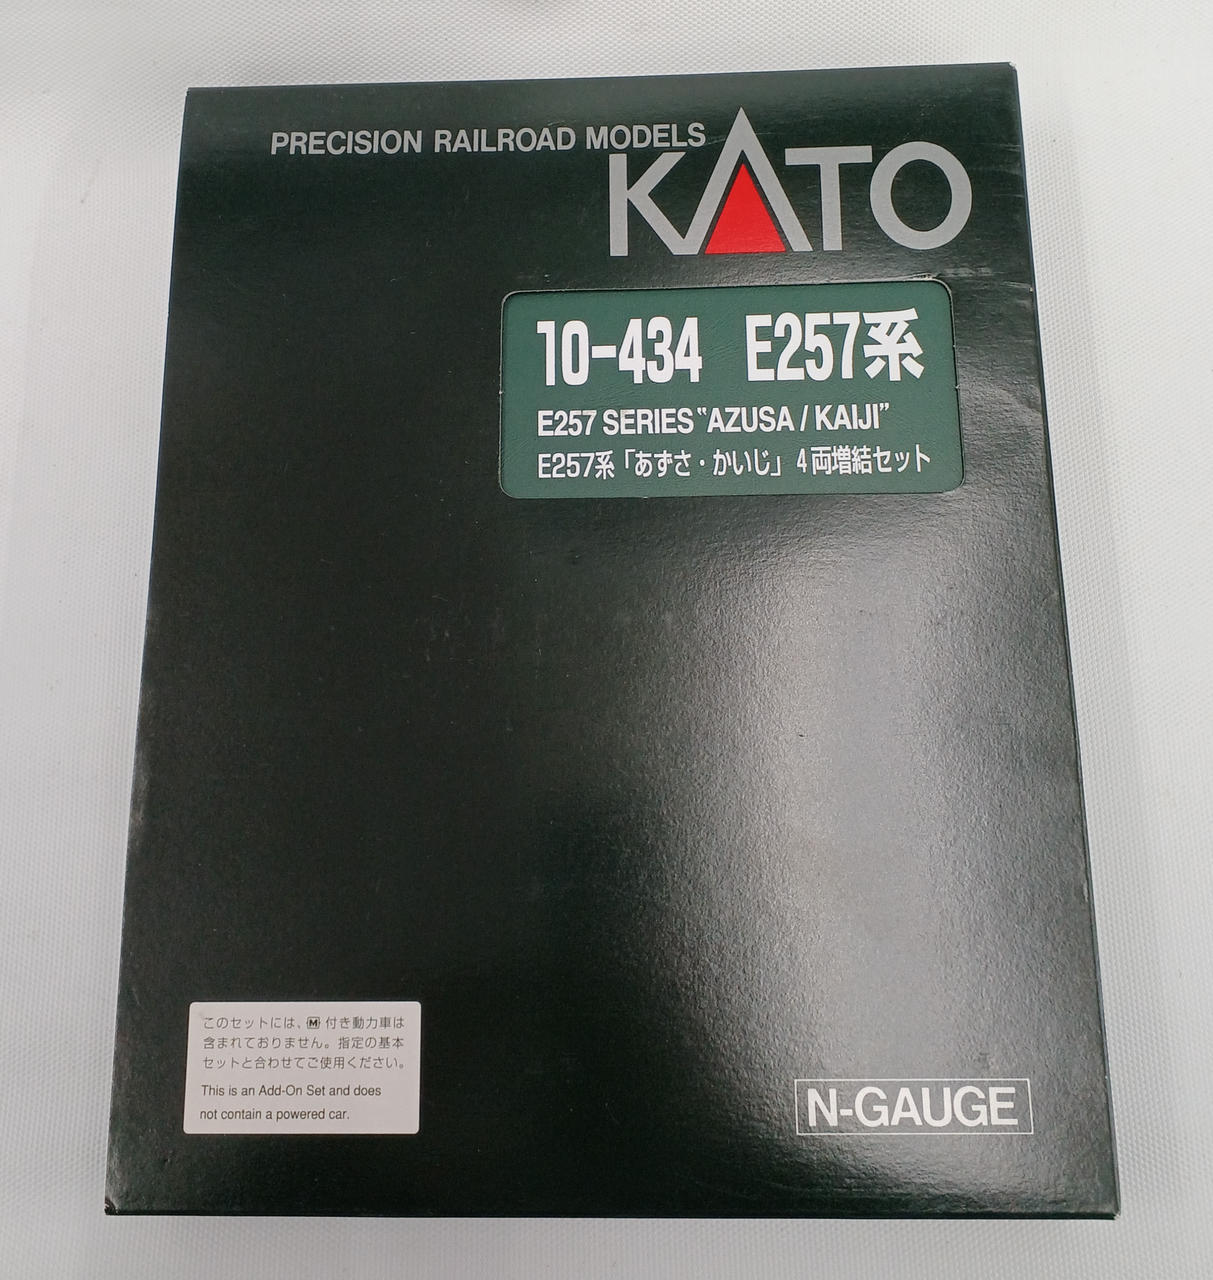 PRECISION RAILROAD MODELS
KATO
10-434 E257系
E257 SERIES "AZUSA / KAIJI"
E257系「あずさ・かいじ」4両増結セット
このセットには、M付き動力車は
含まれておりません。指定の基本
セットと合わせてご使用ください。
This is an Add-On Set and does
not contain a powered car.
N-GAUGE